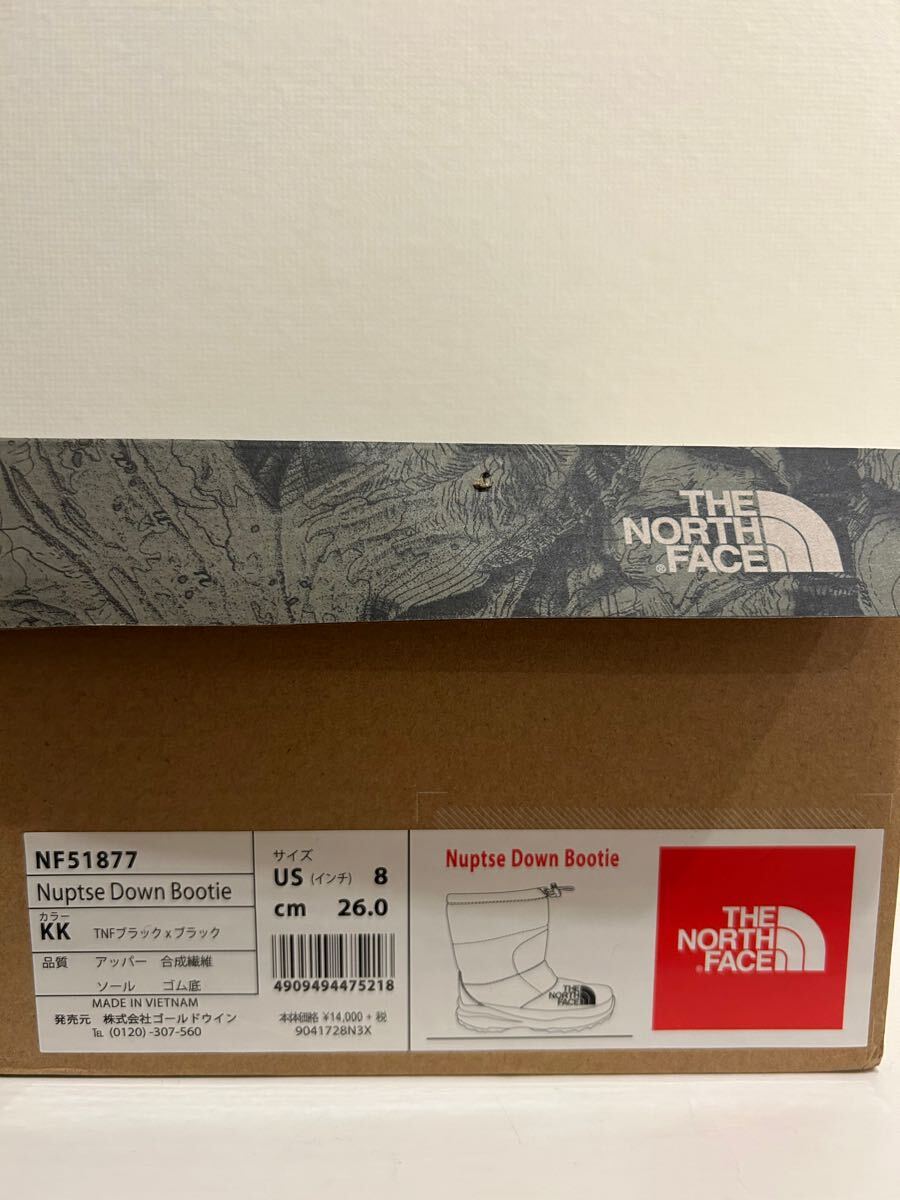 THE
NORTH
FACE
®
NF51877
Nuptse Down Bootie
カラー
KK TNFブラック x ブラック
品質 アッパー 合成繊維
ソール ゴム底
MADE IN VIETNAM
発売元 株式会社ゴールドウイン
TEL (0120) -307-560
サイズ
US (インチ) 8
cm 26.0
4909494475218
本体価格 ¥14,000 + 税
9041728N3X
Nuptse Down Bootie
THE
NORTH
FACE
THE
NORTH
FACE
®